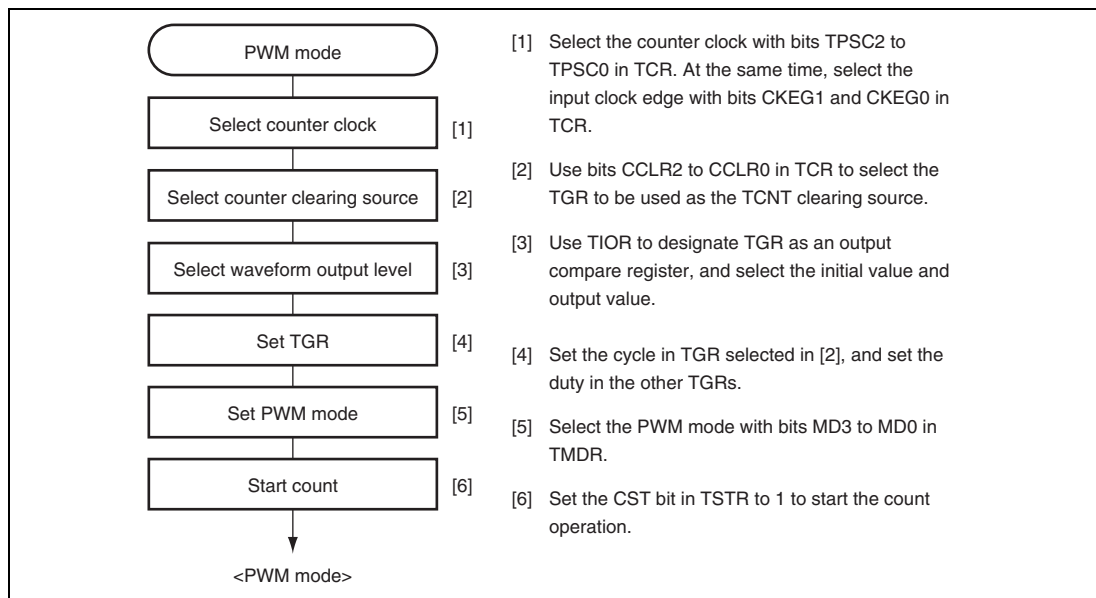 PWM mode
Select counter clock [1]
Select counter clearing source [2]
Select waveform output level [3]
Set TGR [4]
Set PWM mode [5]
Start count [6]
<PWM mode>
[1] Select the counter clock with bits TPSC2 to
TPSC0 in TCR. At the same time, select the
input clock edge with bits CKEG1 and CKEG0 in
TCR.
[2] Use bits CCLR2 to CCLR0 in TCR to select the
TGR to be used as the TCNT clearing source.
[3] Use TIOR to designate TGR as an output
compare register, and select the initial value and
output value.
[4] Set the cycle in TGR selected in [2], and set the
duty in the other TGRs.
[5] Select the PWM mode with bits MD3 to MD0 in
TMDR.
[6] Set the CST bit in TSTR to 1 to start the count
operation.